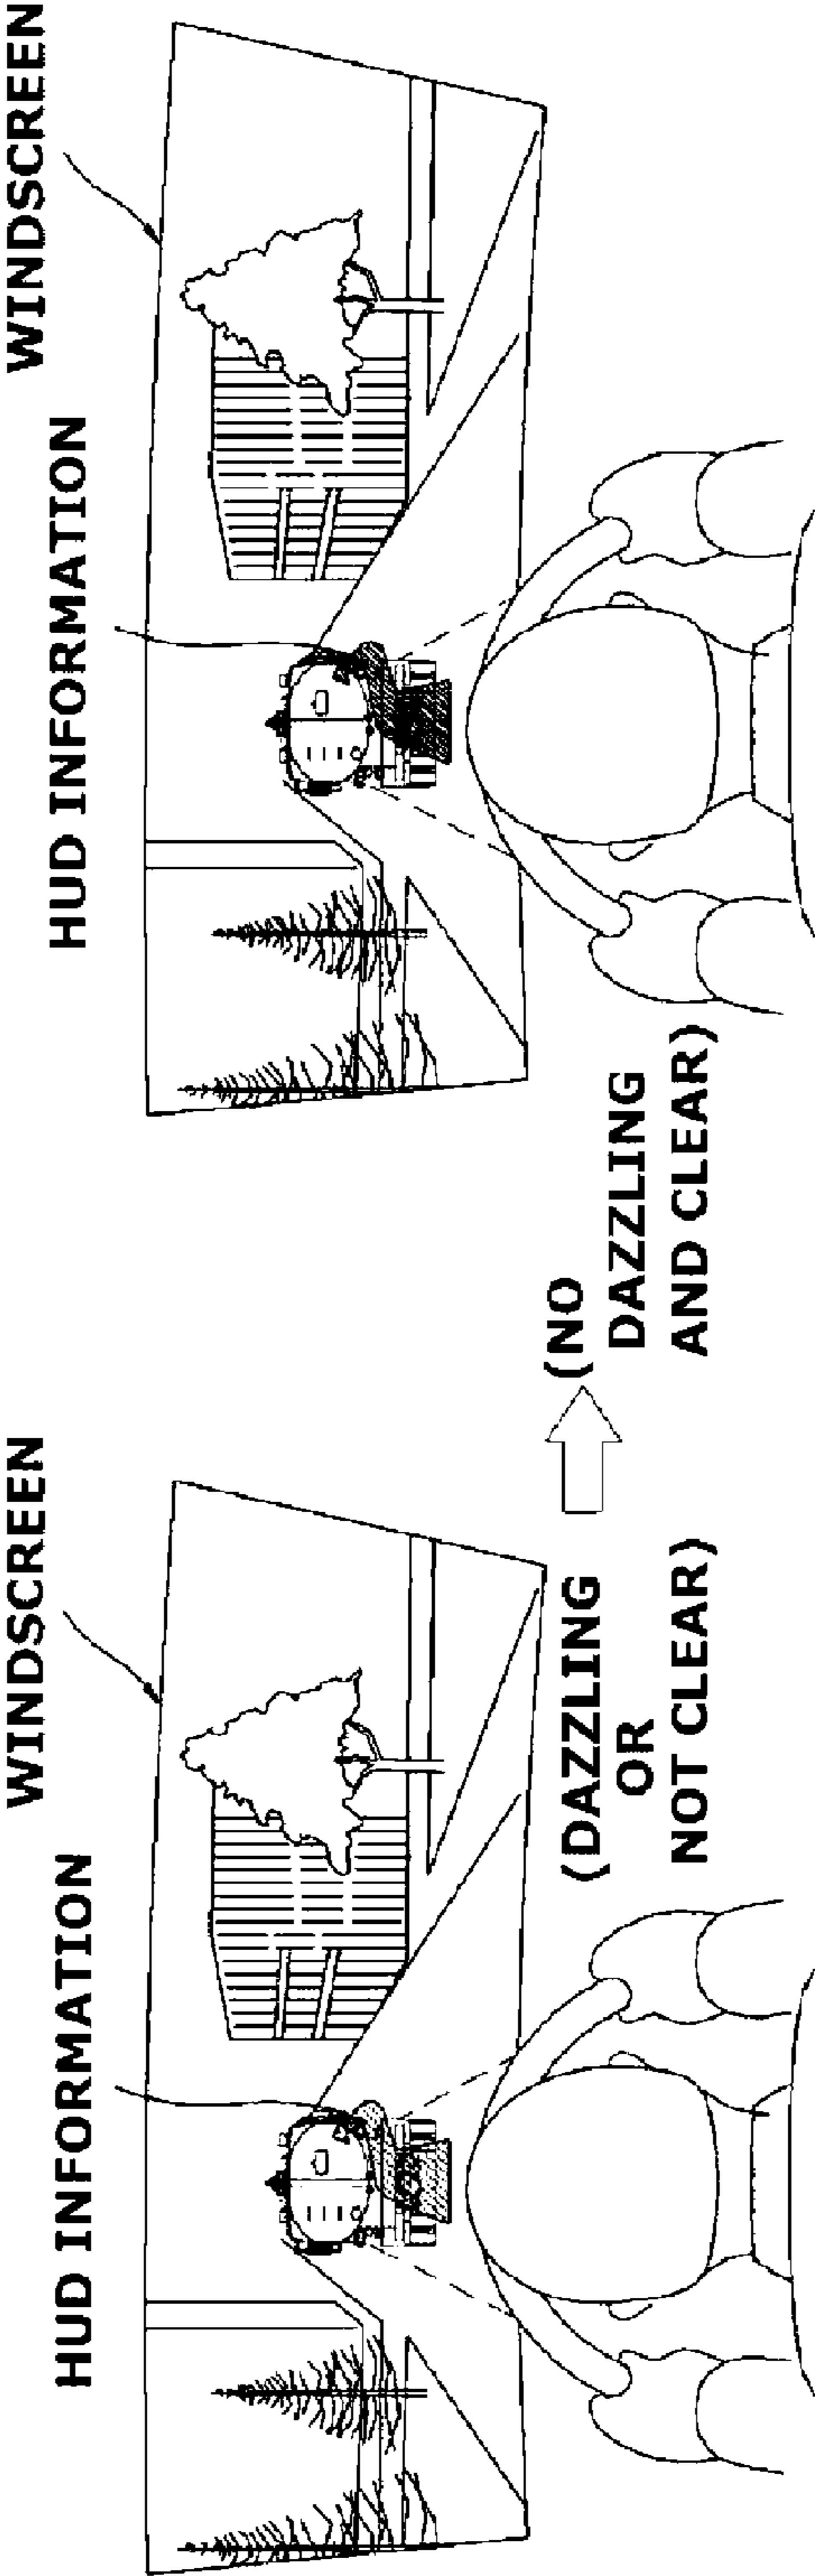 WINDSCREEN
HUD INFORMATION
(DAZZLING
OR
NOT CLEAR)
WINDSCREEN
HUD INFORMATION
(NO
DAZZLING
AND CLEAR)